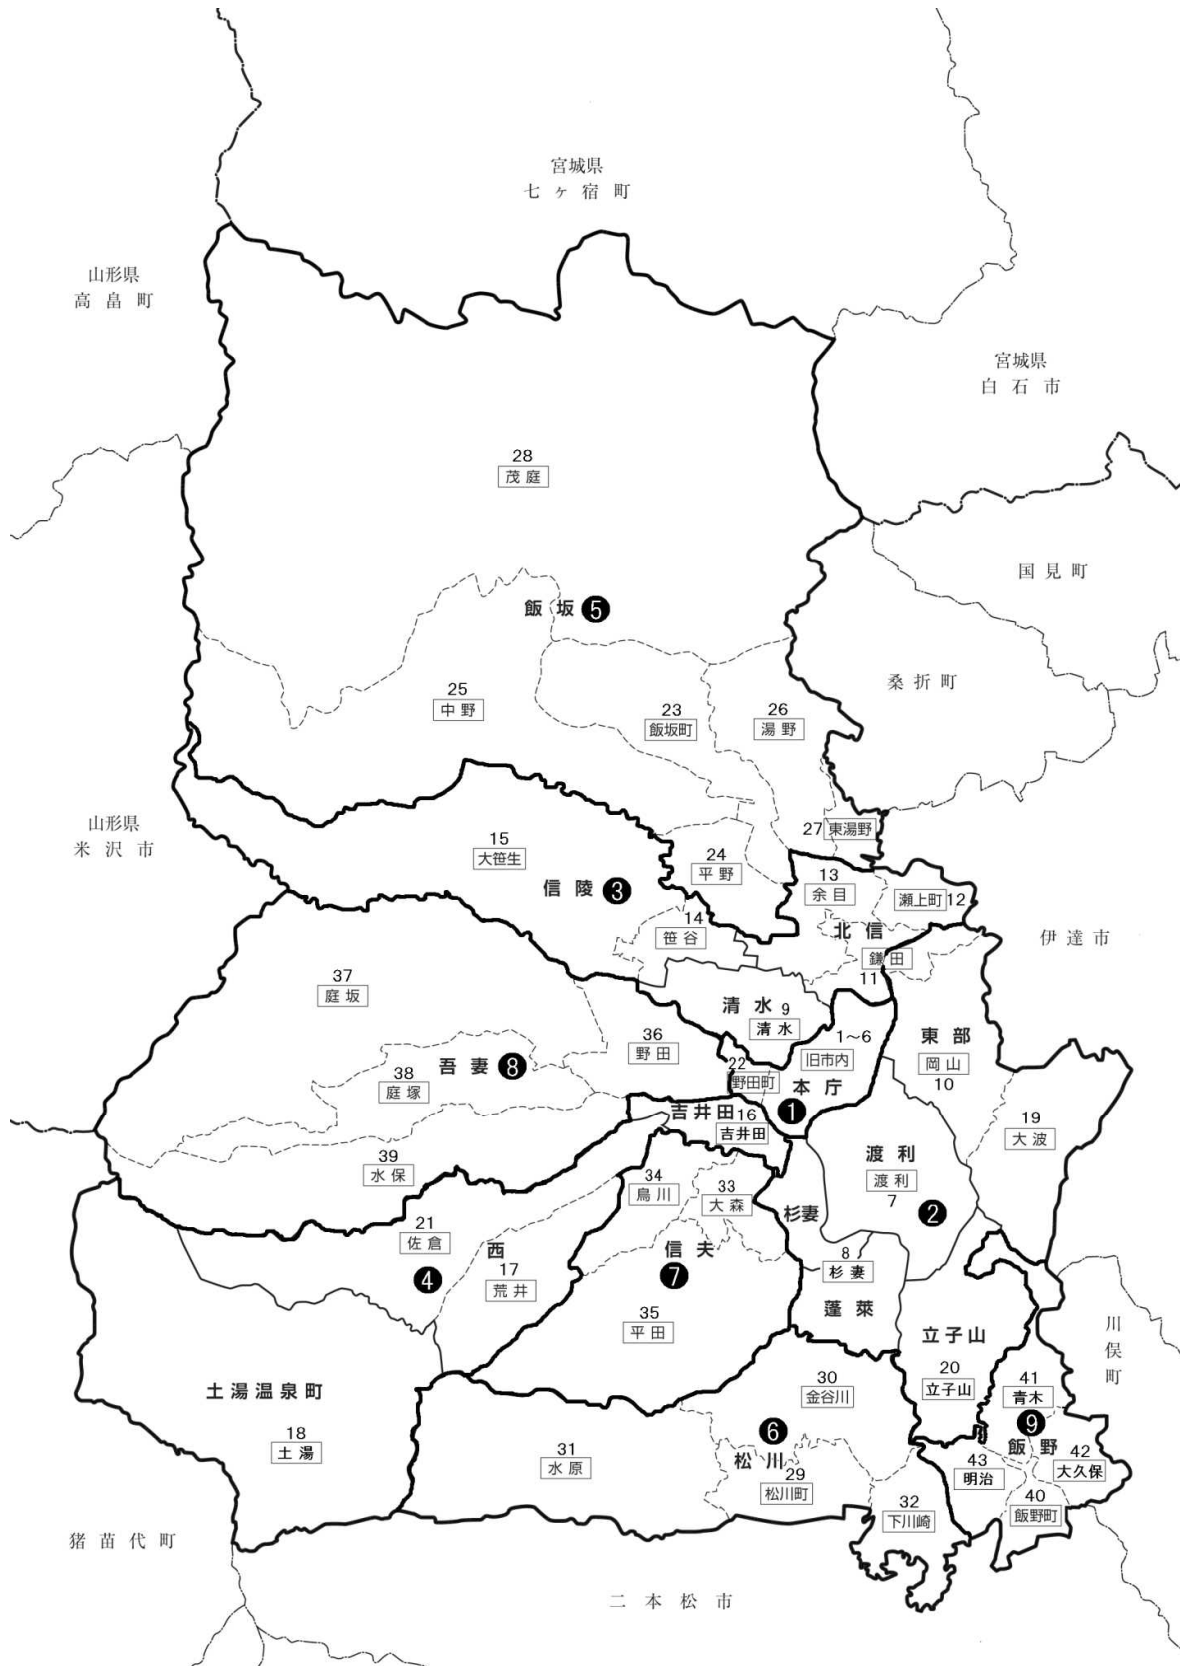 宮城県
七ヶ宿町
山形県
高畠町
宮城県
白石市
28
茂庭
国見町
飯坂 5
桑折町
25
中野
23
飯坂町
26
湯野
山形県
米沢市
27 東湯野
15
大笹生
24
平野
13
余目
信陵 3
瀬上町 12
14
笹谷
北信
伊達市
鎌田
11
37
庭坂
清水 9
清水
1～6
旧市内
36
野田
東部
岡山
10
22
野田町
本庁
1
吾妻 8
38
庭塚
吉井田 16
吉井田
19
大波
39
水保
渡利
渡利
7
2
34
鳥川
33
大森
杉妻
21
佐倉
西
4
17
荒井
信夫
7
8
杉妻
蓬萊
35
平田
立子山
20
立子山
川俣町
土湯温泉町
18
土湯
30
金谷川
41
青木
9
飯野
6
松川
31
水原
29
松川町
43
明治
42
大久保
32
下川崎
40
飯野町
猪苗代町
二本松市